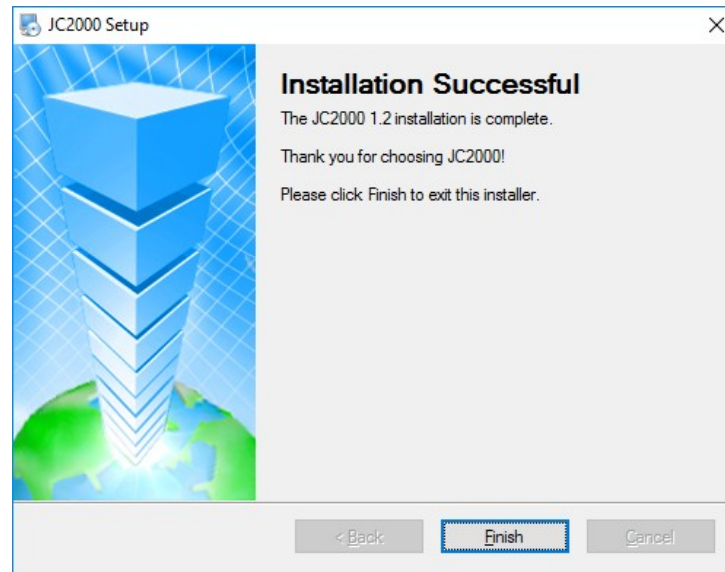 JC2000 Setup
Installation Successful
The JC2000 1.2 installation is complete.
Thank you for choosing JC2000!
Please click Finish to exit this installer.
< Back
Finish
Cancel